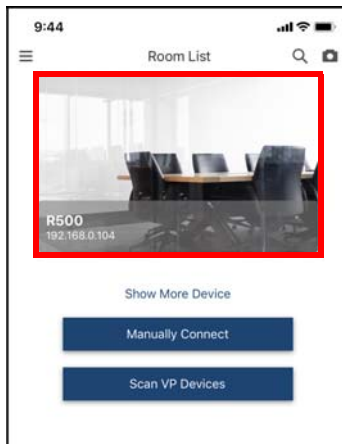 9:44
Room List
R500
192.168.0.104
Show More Device
Manually Connect
Scan VP Devices